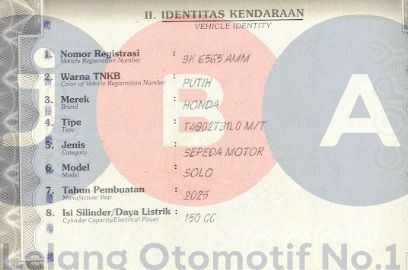 II. IDENTITAS KENDARAAN
VEHICLE IDENTITY
1. Nomor Registrasi : BK 6565 AMM
Vehicle Registration Number
2. Warna TNKB : PUTIH
Color of Vehicle Registration Number
3. Merek : HONDA
Brand
4. Tipe : T4G02T31L0 M/T
Type
5. Jenis : SEPEDA MOTOR
Category
6. Model : SOLO
Model
7. Tahun Pembuatan : 2025
Manufacture Year
8. Isi Silinder/Daya Listrik : 150 CC
Cylinder Capacity/Electrical Power
jBA
Lelang Otomotif No.1